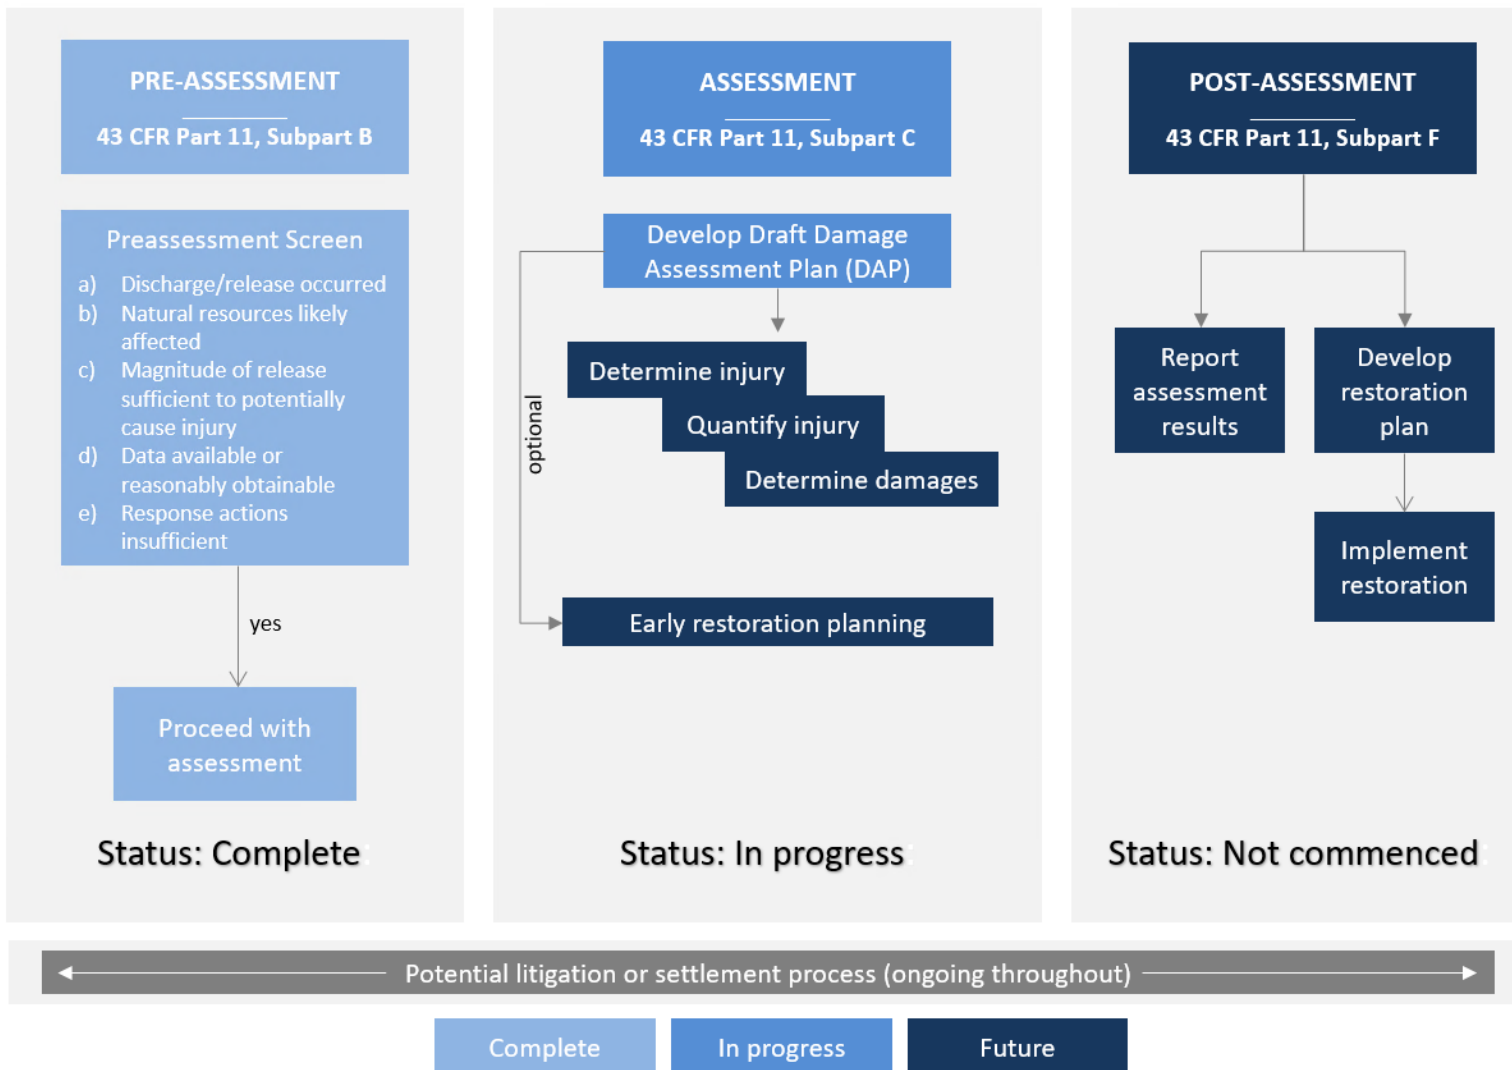 PRE-ASSESSMENT
43 CFR Part 11, Subpart B
Preassessment Screen
a) Discharge/release occurred
b) Natural resources likely
affected
c) Magnitude of release
sufficient to potentially
cause injury
d) Data available or
reasonably obtainable
e) Response actions
insufficient
yes
Proceed with
assessment
Status: Complete
ASSESSMENT
43 CFR Part 11, Subpart C
Develop Draft Damage
Assessment Plan (DAP)
optional
Determine injury
Quantify injury
Determine damages
Early restoration planning
Status: In progress
POST-ASSESSMENT
43 CFR Part 11, Subpart F
Report
assessment
results
Develop
restoration
plan
Implement
restoration
Status: Not commenced
Potential litigation or settlement process (ongoing throughout)
Complete
In progress
Future